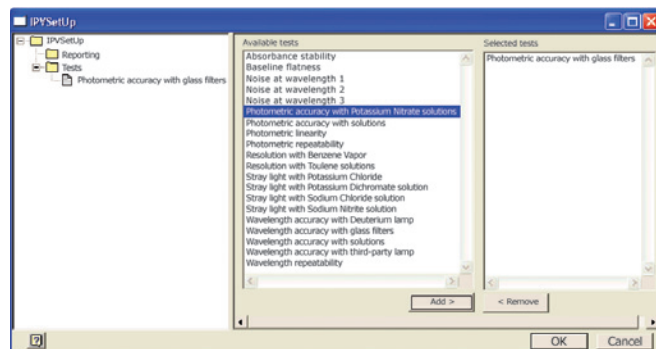 IPVSetUp
IPVSetUp
Reporting
Tests
Photometric accuracy with glass filters
Available tests
Absorbance stability
Baseline flatness
Noise at wavelength 1
Noise at wavelength 2
Noise at wavelength 3
Photometric accuracy with Potassium Nitrate solutions
Photometric accuracy with solutions
Photometric linearity
Photometric repeatability
Resolution with Benzene Vapor
Resolution with Toulene solutions
Stray light with Potassium Chloride
Stray light with Potassium Dichromate solution
Stray light with Sodium Chloride solution
Stray light with Sodium Nitrite solution
Wavelength accuracy with Deuterium lamp
Wavelength accuracy with glass filters
Wavelength accuracy with solutions
Wavelength accuracy with third-party lamp
Wavelength repeatability
Add >
Selected tests
Photometric accuracy with glass filters
< Remove
?
OK
Cancel